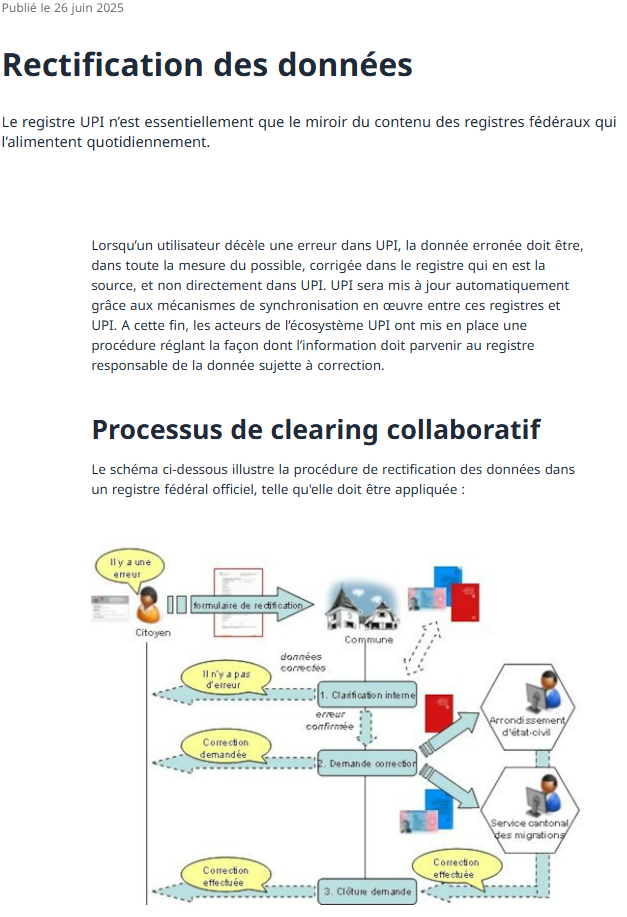 Publié le 26 juin 2025
Rectification des données
Le registre UPI n’est essentiellement que le miroir du contenu des registres fédéraux qui
l’alimentent quotidiennement.
Lorsqu’un utilisateur décèle une erreur dans UPI, la donnée erronée doit être,
dans toute la mesure du possible, corrigée dans le registre qui en est la
source, et non directement dans UPI. UPI sera mis à jour automatiquement
grâce aux mécanismes de synchronisation en œuvre entre ces registres et
UPI. A cette fin, les acteurs de l’écosystème UPI ont mis en place une
procédure réglant la façon dont l’information doit parvenir au registre
responsable de la donnée sujette à correction.
Processus de clearing collaboratif
Le schéma ci-dessous illustre la procédure de rectification des données dans
un registre fédéral officiel, telle qu'elle doit être appliquée :
Il y a une
erreur
formulaire de rectification
Citoyen
Commune
données
correctes
Il n'y a pas
d'erreur
1. Clarification interne
erreur
confirmée
Arrondissement
d'état-civil
Correction
demandée
2. Demande correction
Service cantonal
des migrations
Correction
effectuée
Correction
effectuée
3. Clôture demande